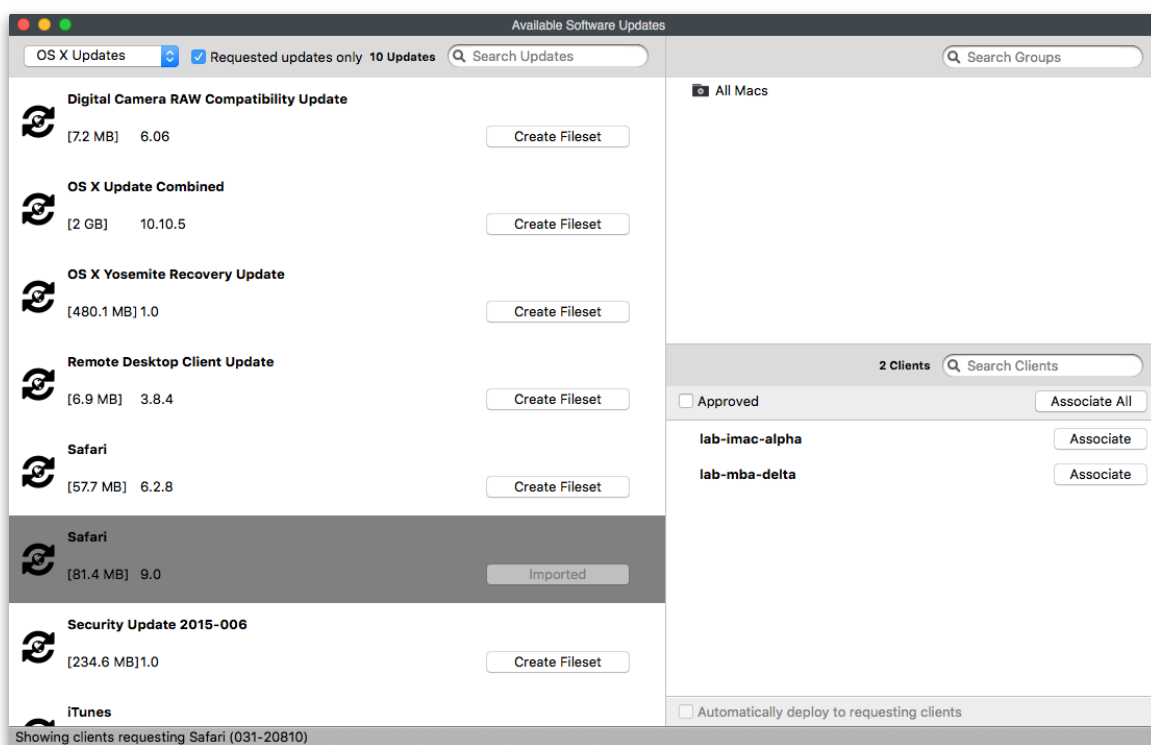 Available Software Updates
OS X Updates Requested updates only 10 Updates Search Updates
Digital Camera RAW Compatibility Update
[7.2 MB] 6.06 Create Fileset
OS X Update Combined
[2 GB] 10.10.5 Create Fileset
OS X Yosemite Recovery Update
[480.1 MB] 1.0 Create Fileset
Remote Desktop Client Update
[6.9 MB] 3.8.4 Create Fileset
Safari
[57.7 MB] 6.2.8 Create Fileset
Safari
[81.4 MB] 9.0 Imported
Security Update 2015-006
[234.6 MB]1.0 Create Fileset
iTunes
Search Groups
All Macs
2 Clients Search Clients
Approved Associate All
lab-imac-alpha Associate
lab-mba-delta Associate
Automatically deploy to requesting clients
Showing clients requesting Safari (031-20810)